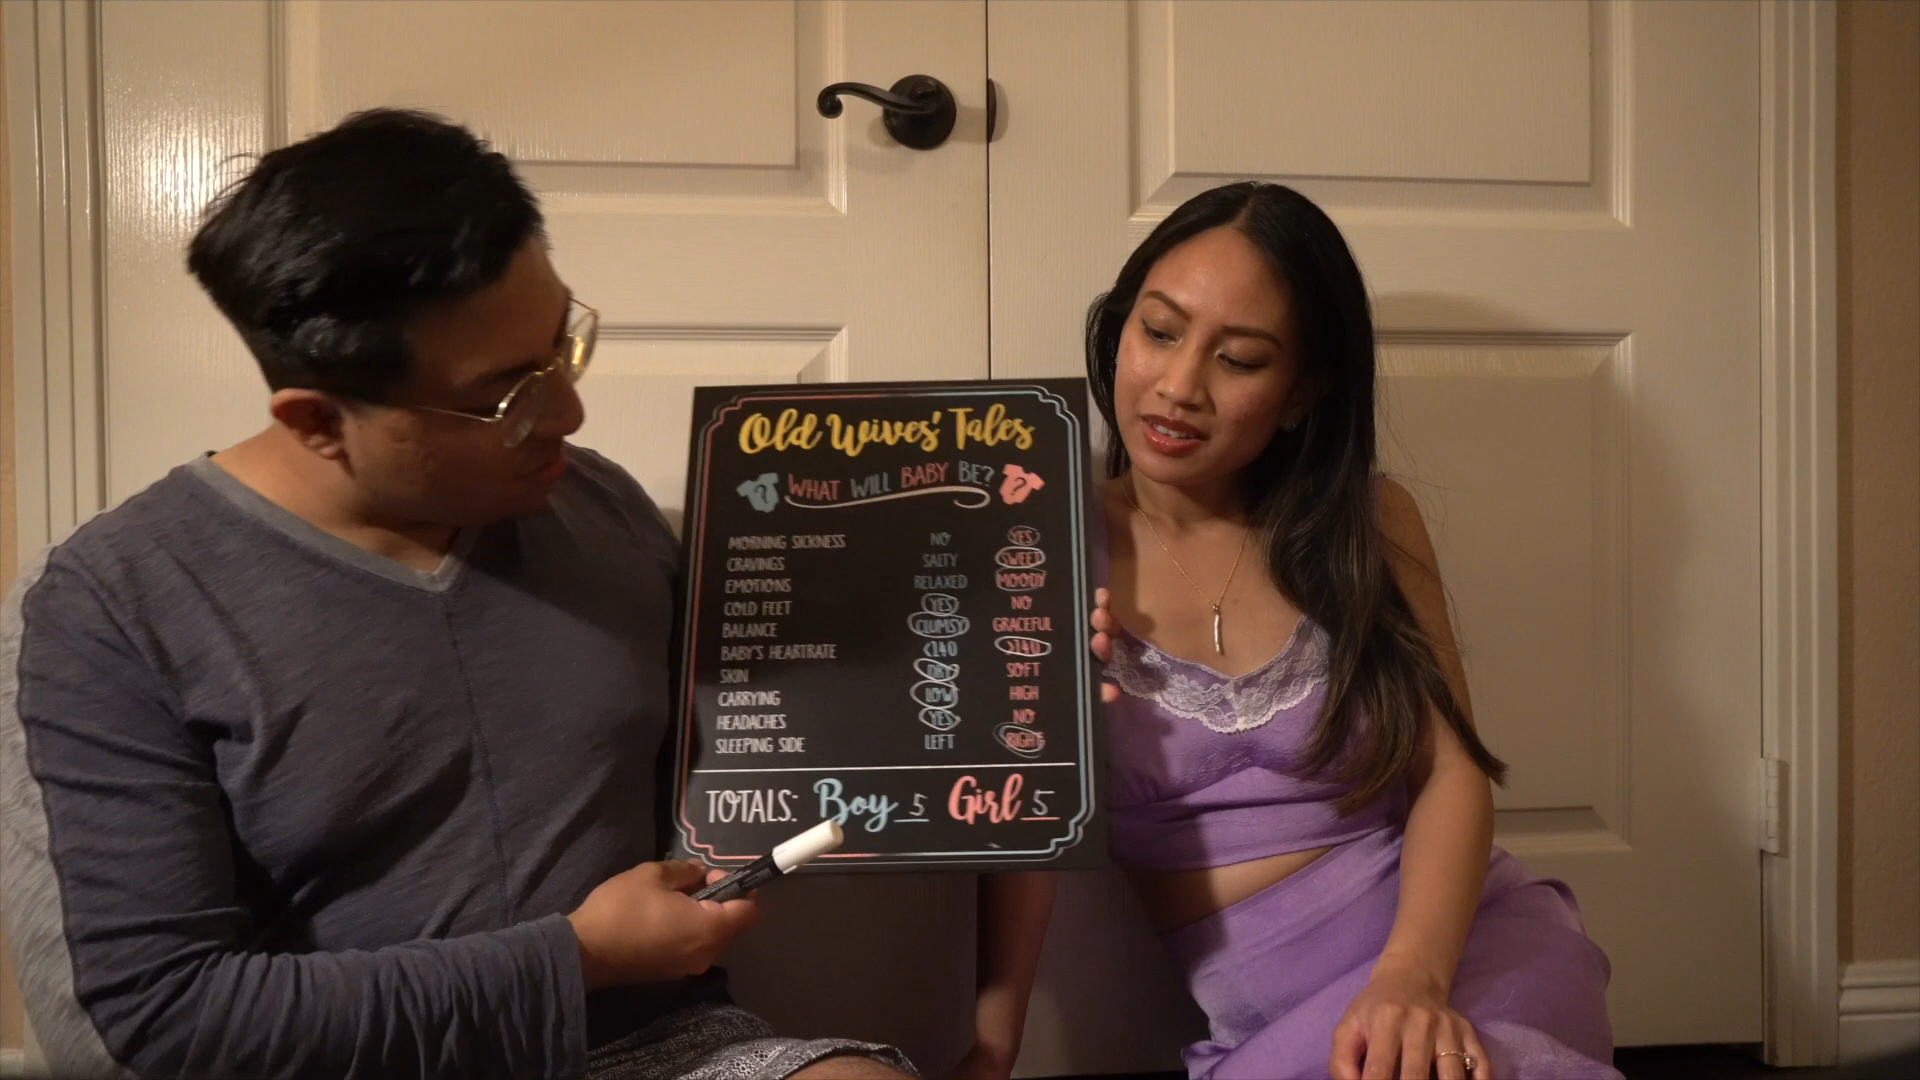 Old Wives' Tales
? WHAT WILL BABY BE? ?
MORNING SICKNESS NO YES
CRAVINGS SALTY SWEET
EMOTIONS RELAXED MOODY
COLD FEET YES NO
BALANCE CLUMSY GRACEFUL
BABY'S HEARTRATE <140 >140
SKIN DRY SOFT
CARRYING LOW HIGH
HEADACHES YES NO
SLEEPING SIDE LEFT RIGHT
TOTALS: Boy 5 Girl 5